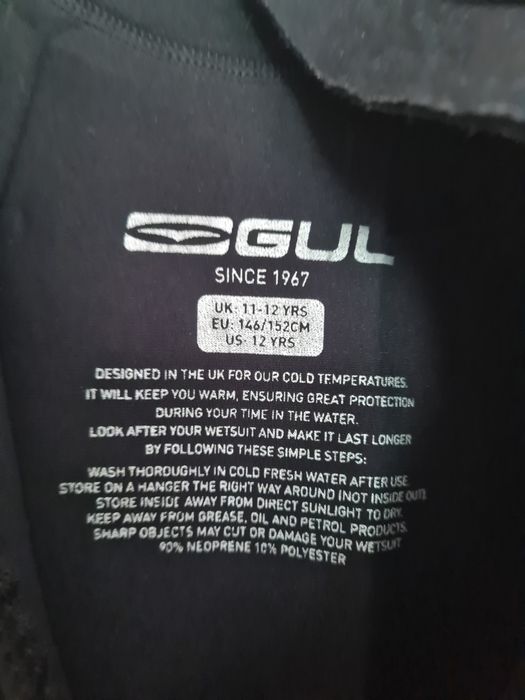 GUL
SINCE 1967
UK: 11-12 YRS
EU: 146/152CM
US: 12 YRS
DESIGNED IN THE UK FOR OUR COLD TEMPERATURES.
IT WILL KEEP YOU WARM, ENSURING GREAT PROTECTION
DURING YOUR TIME IN THE WATER.
LOOK AFTER YOUR WETSUIT AND MAKE IT LAST LONGER
BY FOLLOWING THESE SIMPLE STEPS:
WASH THOROUGHLY IN COLD FRESH WATER AFTER USE.
STORE ON A HANGER THE RIGHT WAY AROUND (NOT INSIDE OUT)
STORE INSIDE AWAY FROM DIRECT SUNLIGHT TO DRY.
KEEP AWAY FROM GREASE, OIL AND PETROL PRODUCTS.
SHARP OBJECTS MAY CUT OR DAMAGE YOUR WETSUIT
90% NEOPRENE 10% POLYESTER